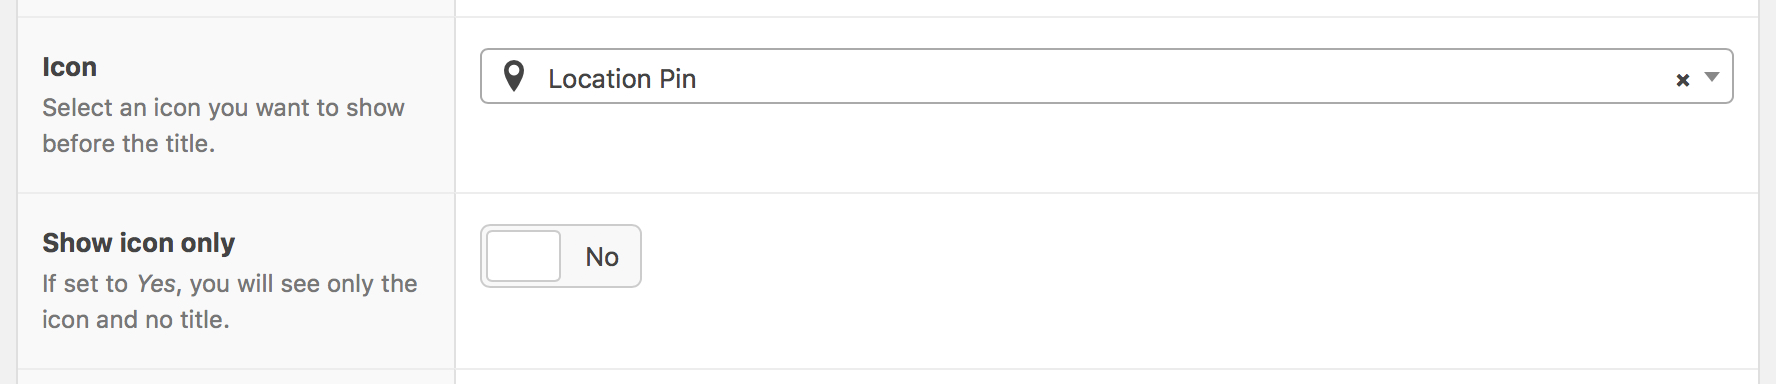 Icon
Select an icon you want to show
before the title.
Location Pin
Show icon only
If set to Yes, you will see only the
icon and no title.
No